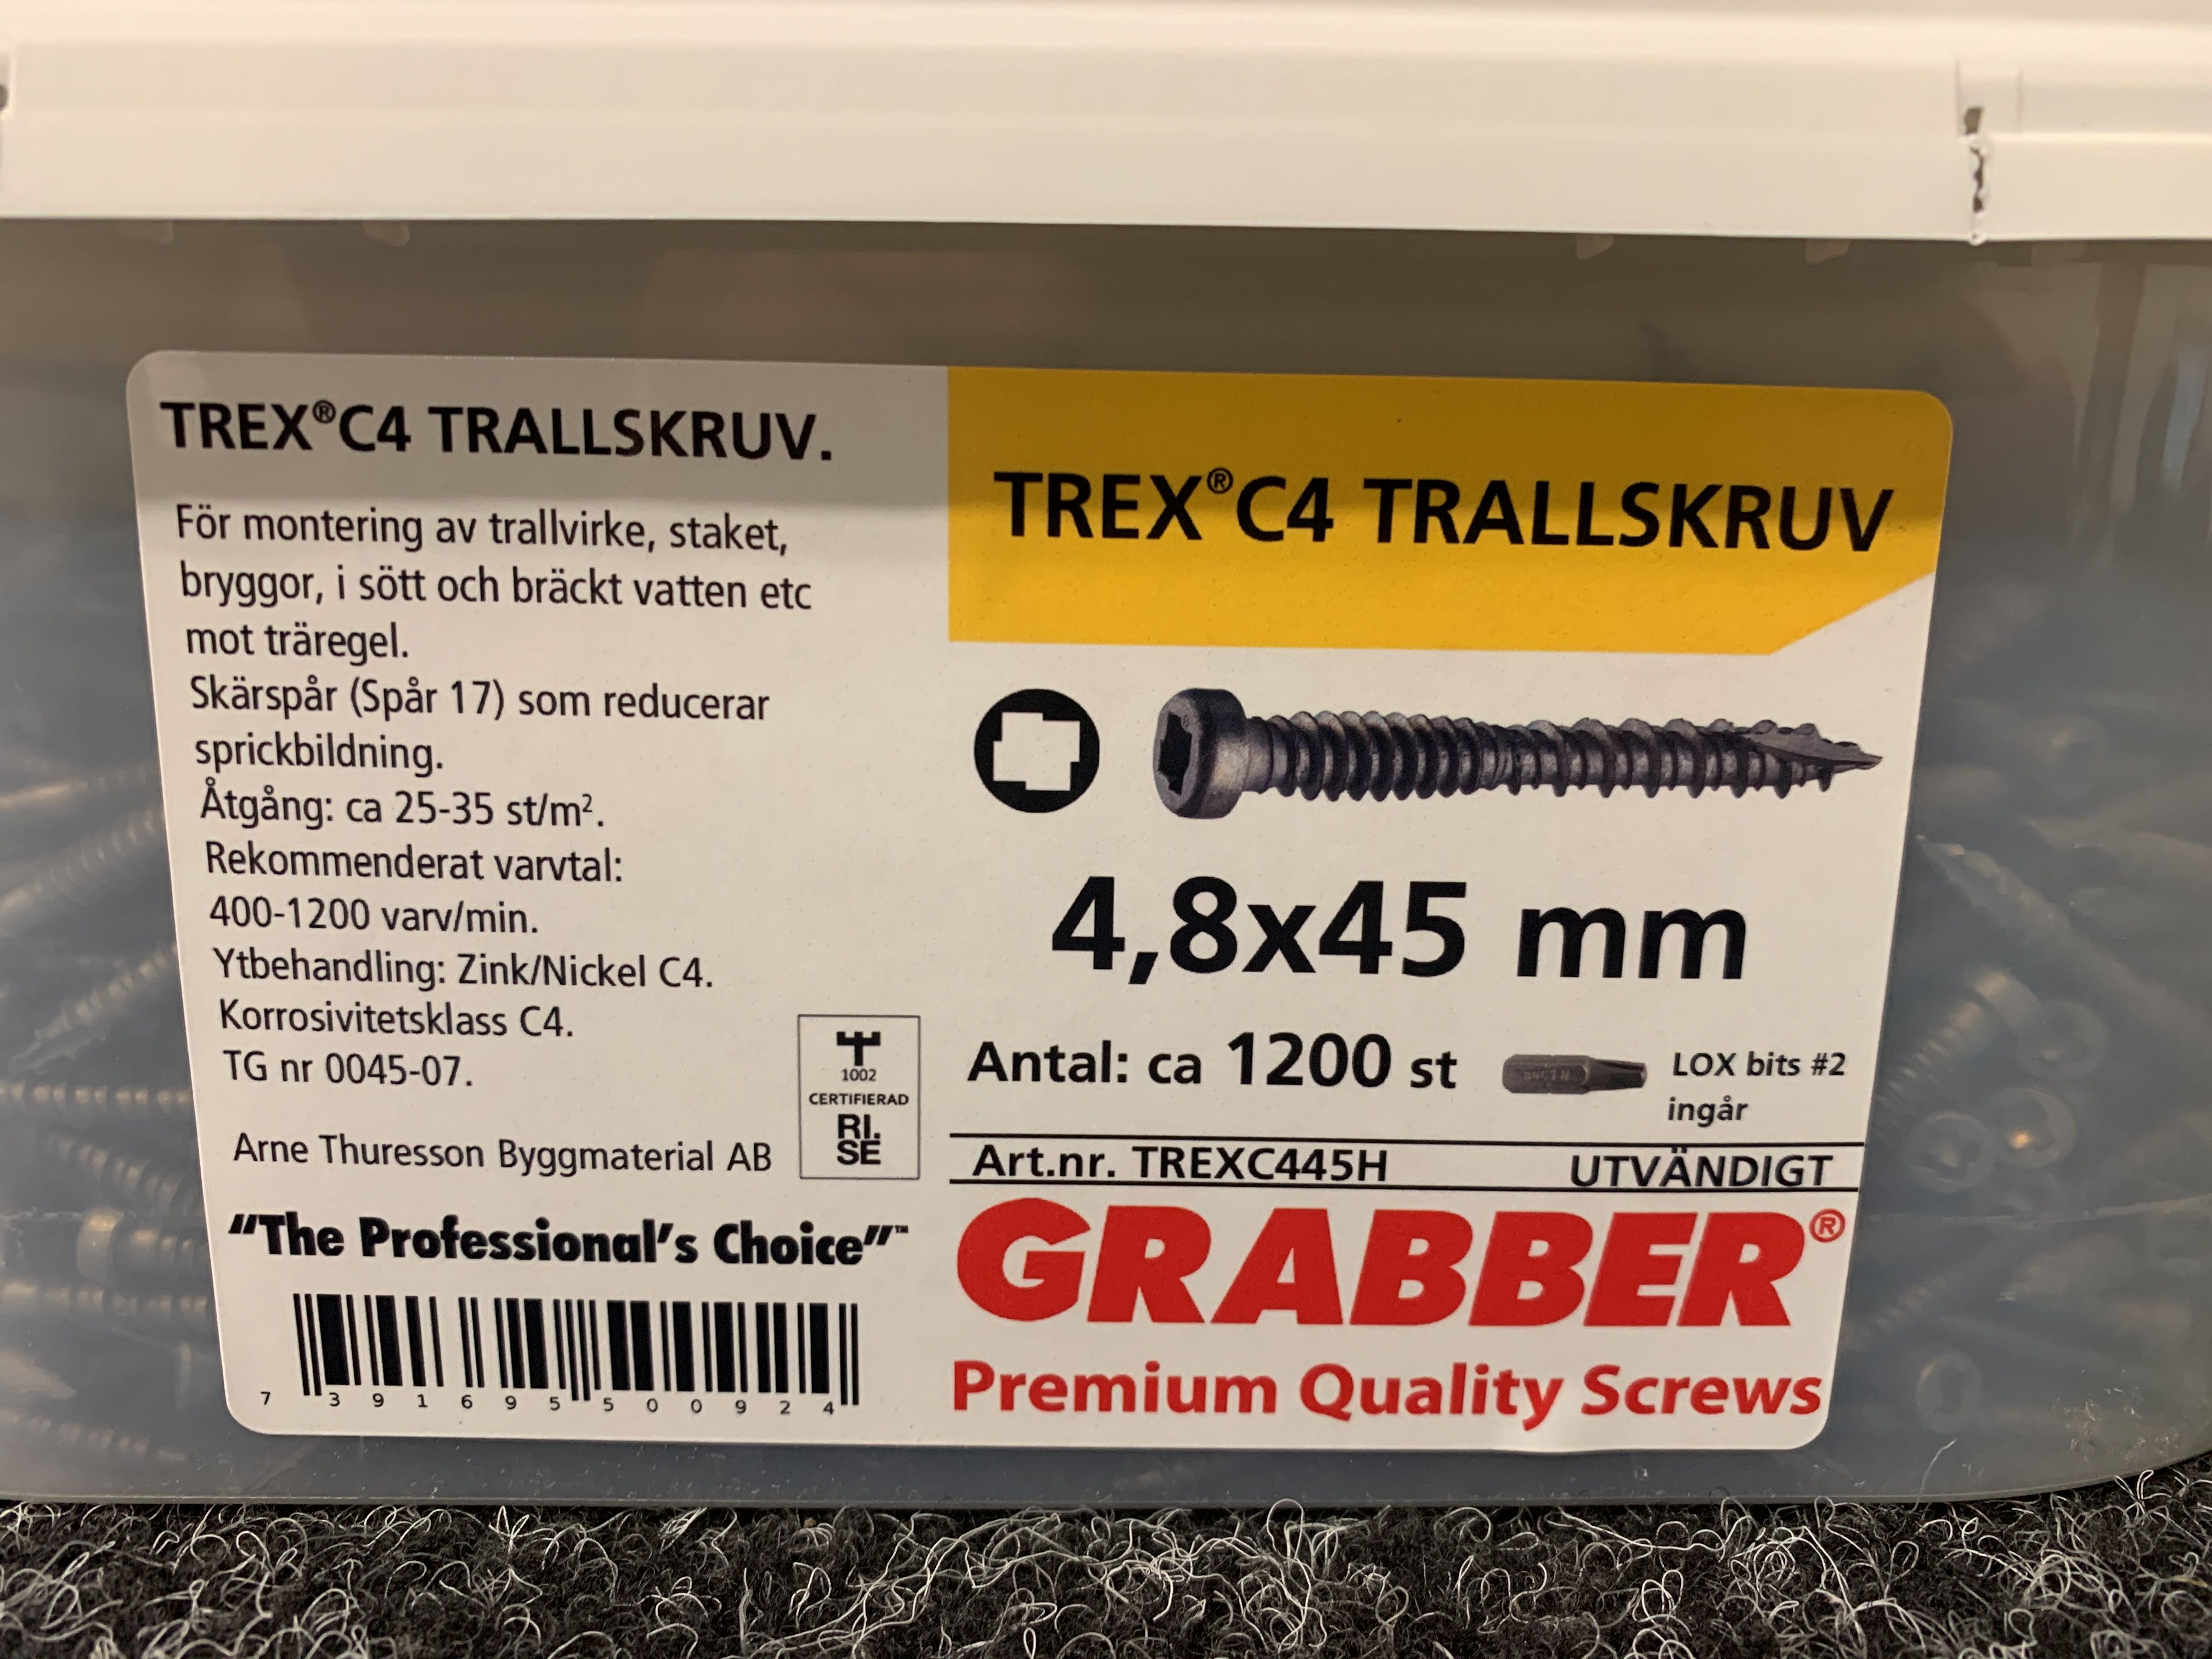 TREX®C4 TRALLSKRUV.
För montering av trallvirke, staket,
bryggor, i sött och bräckt vatten etc
mot träregel.
Skärspår (Spår 17) som reducerar
sprickbildning.
Åtgång: ca 25-35 st/m².
Rekommenderat varvtal:
400-1200 varv/min.
Ytbehandling: Zink/Nickel C4.
Korrosivitetsklass C4.
TG nr 0045-07.
1002
CERTIFIERAD
RI.
SE
Arne Thuresson Byggmaterial AB
"The Professional's Choice"™
7 391695 500924
TREX®C4 TRALLSKRUV
4,8x45 mm
Antal: ca 1200 st
LOX bits #2
ingår
Art.nr. TREXC445H UTVÄNDIGT
GRABBER®
Premium Quality Screws